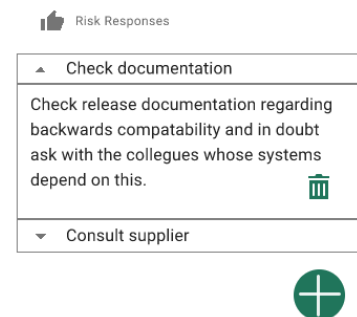 Risk Responses
Check documentation
Check release documentation regarding
backwards compatability and in doubt
ask with the collegues whose systems
depend on this.
Consult supplier